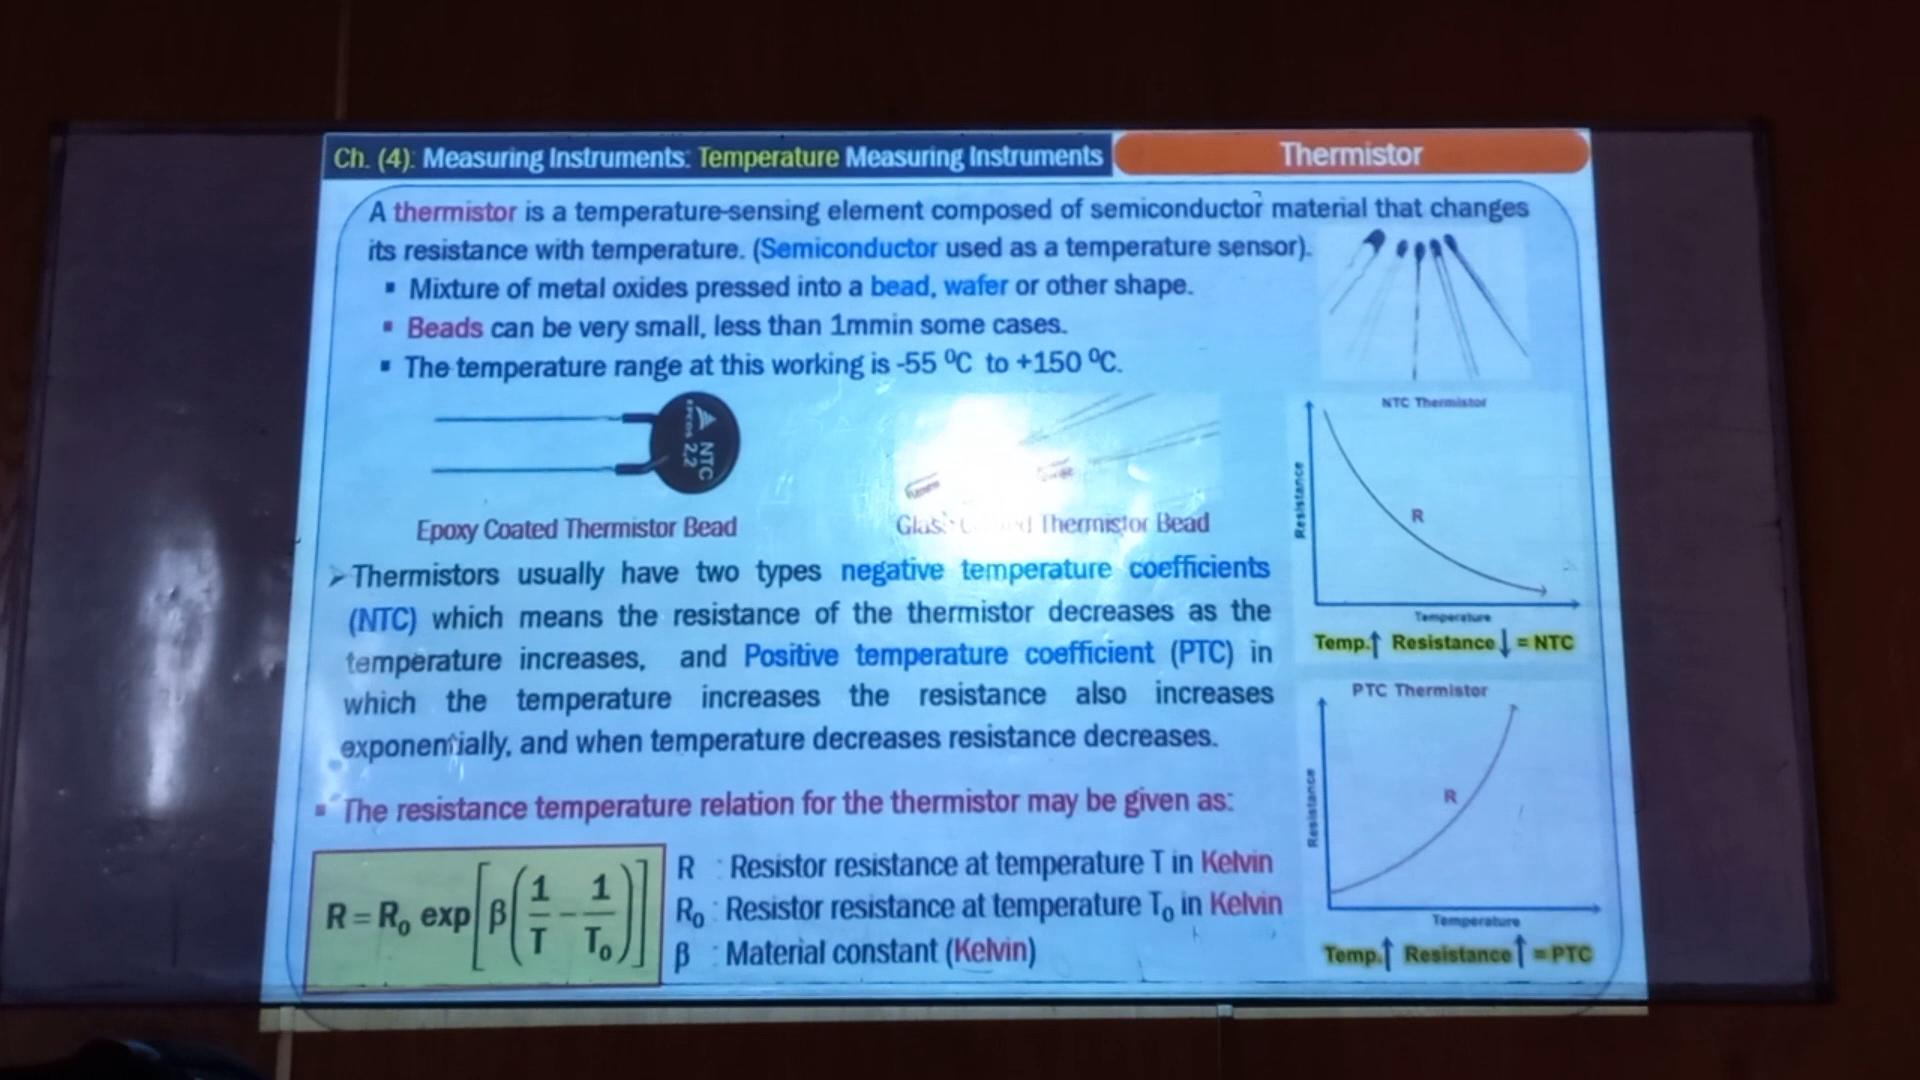 Ch. (4): Measuring Instruments: Temperature Measuring Instruments
Thermistor
A thermistor is a temperature-sensing element composed of semiconductor material that changes
its resistance with temperature. (Semiconductor used as a temperature sensor).
▪ Mixture of metal oxides pressed into a bead, wafer or other shape.
▪ Beads can be very small, less than 1mmin some cases.
▪ The temperature range at this working is -55 ⁰C to +150 ⁰C.
EPCOS
NTC
2.2
Epoxy Coated Thermistor Bead
Thermistor Bead
➢ Thermistors usually have two types negative temperature coefficients
(NTC) which means the resistance of the thermistor decreases as the
temperature increases, and Positive temperature coefficient (PTC) in
which the temperature increases the resistance also increases
exponentially, and when temperature decreases resistance decreases.
▪ The resistance temperature relation for the thermistor may be given as:
R = R₀ exp[β(1/T − 1/T₀)]
R : Resistor resistance at temperature T in Kelvin
R₀ : Resistor resistance at temperature T₀ in Kelvin
β : Material constant (Kelvin)
NTC Thermistor
Resistance
R
Temperature
Temp.↑ Resistance↓ = NTC
PTC Thermistor
Resistance
R
Temperature
Temp.↑ Resistance↑ = PTC